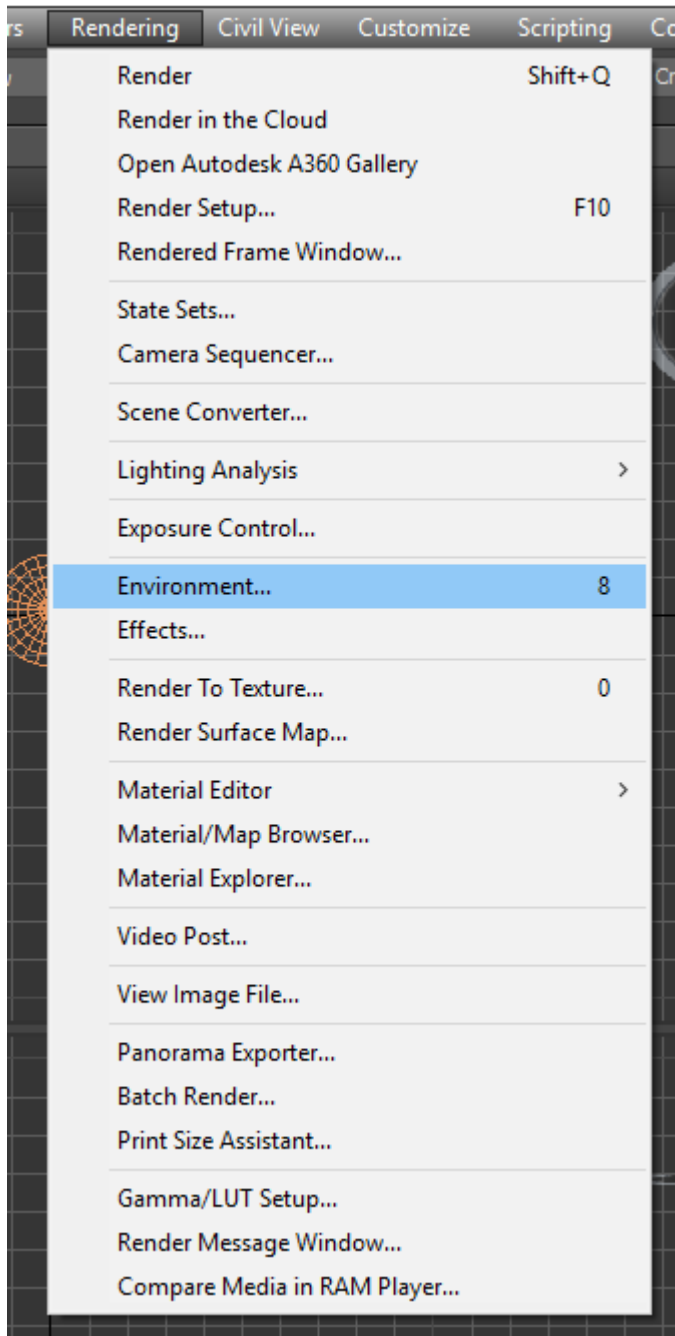 rs Rendering Civil View Customize Scripting Co
Render Shift+Q Cr
Render in the Cloud
Open Autodesk A360 Gallery
Render Setup... F10
Rendered Frame Window...
State Sets...
Camera Sequencer...
Scene Converter...
Lighting Analysis >
Exposure Control...
Environment... 8
Effects...
Render To Texture... 0
Render Surface Map...
Material Editor >
Material/Map Browser...
Material Explorer...
Video Post...
View Image File...
Panorama Exporter...
Batch Render...
Print Size Assistant...
Gamma/LUT Setup...
Render Message Window...
Compare Media in RAM Player...